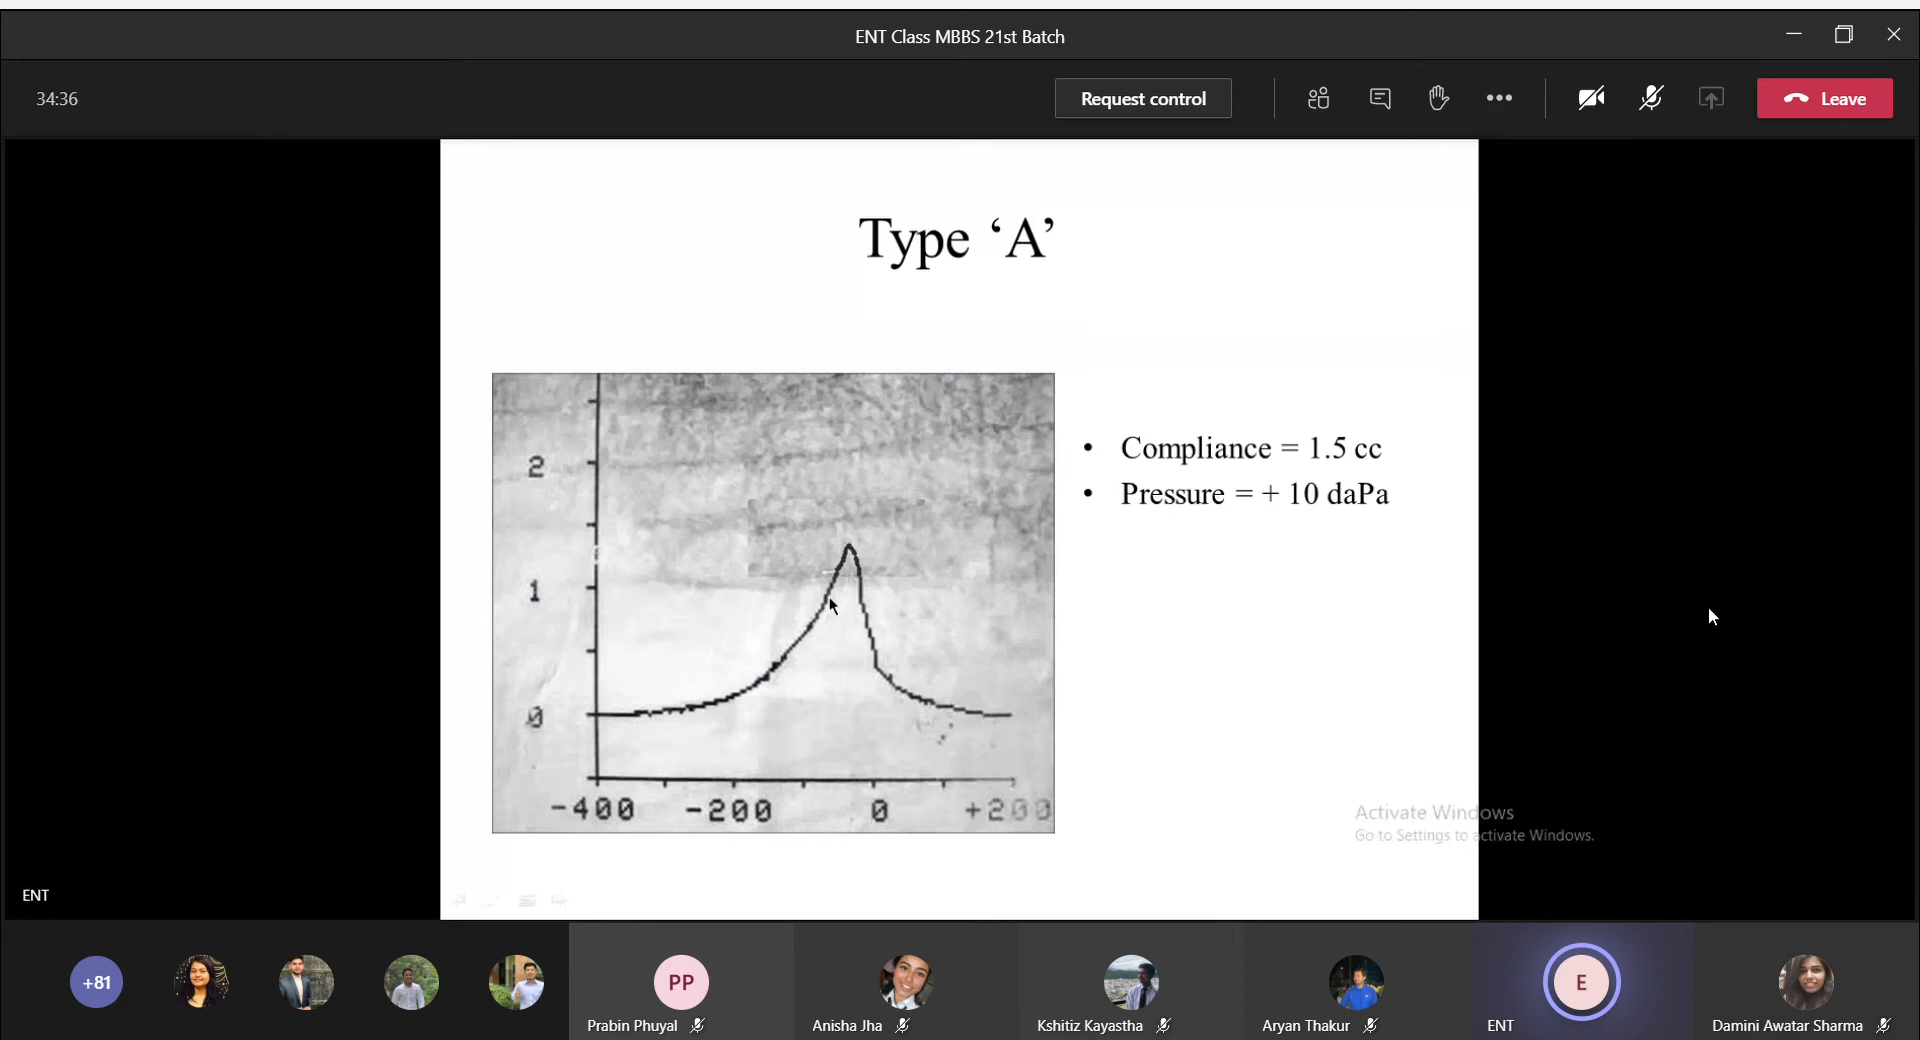 ENT Class MBBS 21st Batch
34:36
Request control
Leave
Type ‘A’
2
1
0
-400 -200 0 +200
• Compliance = 1.5 cc
• Pressure = + 10 daPa
Activate Windows
Go to Settings to activate Windows.
ENT
+81
PP
E
Prabin Phuyal
Anisha Jha
Kshitiz Kayastha
Aryan Thakur
ENT
Damini Awatar Sharma